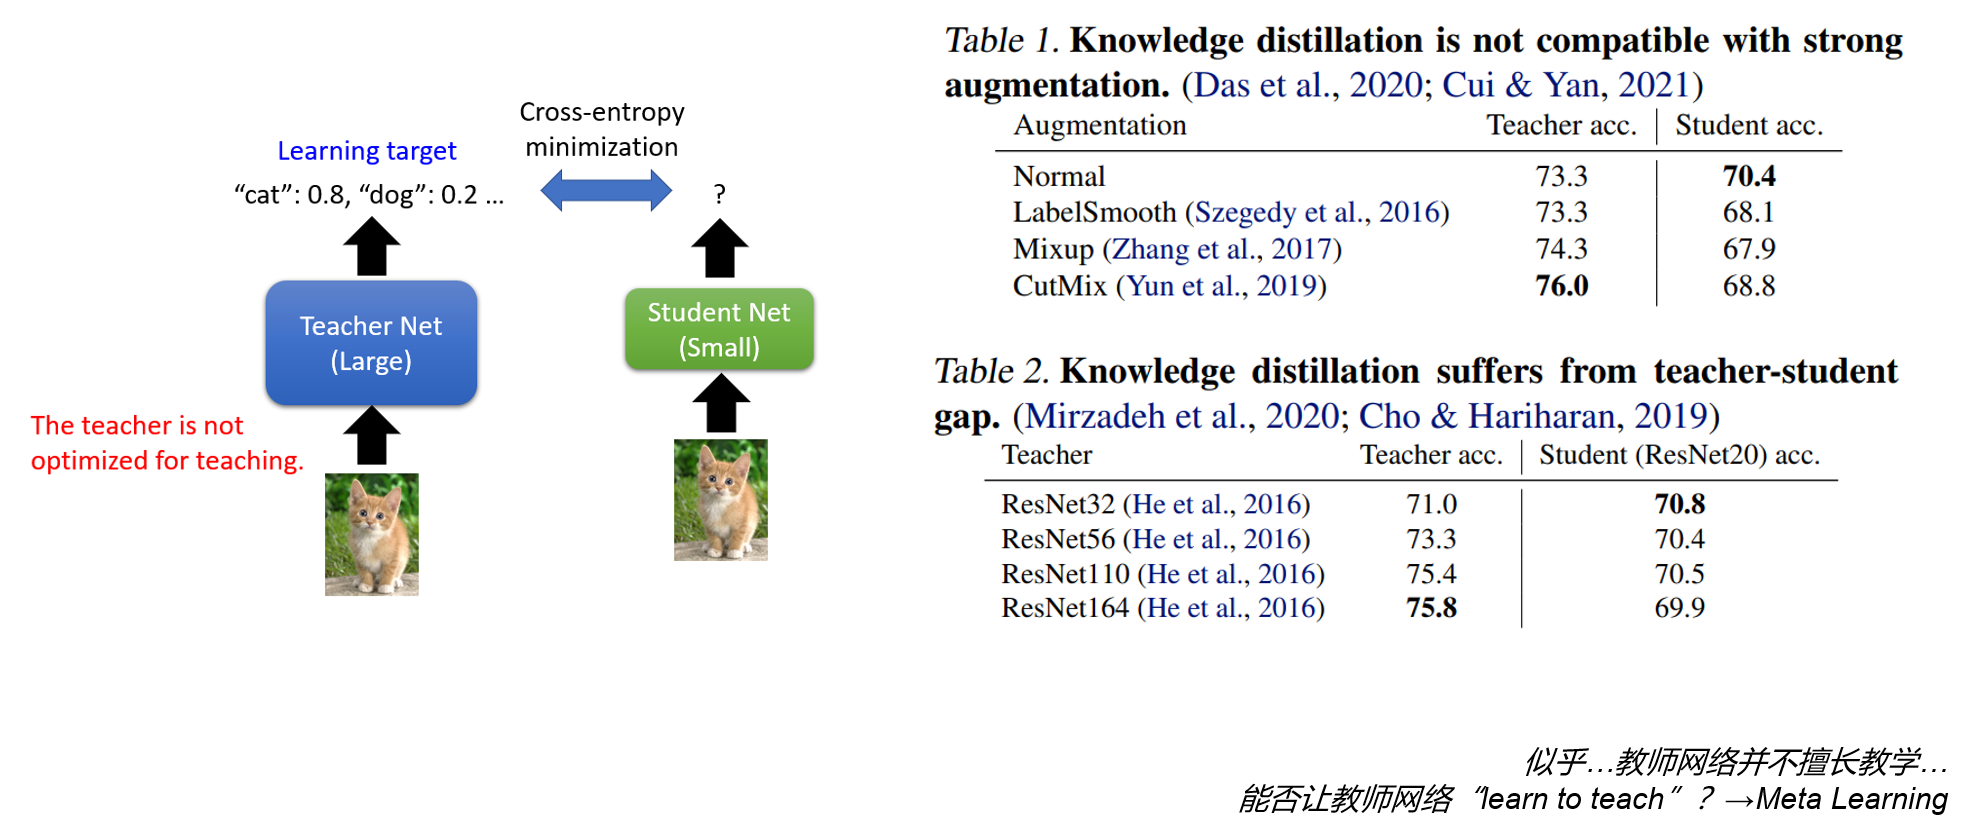 Cross-entropy
minimization
Learning target
“cat”: 0.8, “dog”: 0.2 ...
?
Teacher Net
(Large)
Student Net
(Small)
The teacher is not
optimized for teaching.
Table 1. Knowledge distillation is not compatible with strong
augmentation. (Das et al., 2020; Cui & Yan, 2021)
Augmentation Teacher acc. Student acc.
Normal 73.3 70.4
LabelSmooth (Szegedy et al., 2016) 73.3 68.1
Mixup (Zhang et al., 2017) 74.3 67.9
CutMix (Yun et al., 2019) 76.0 68.8
Table 2. Knowledge distillation suffers from teacher-student
gap. (Mirzadeh et al., 2020; Cho & Hariharan, 2019)
Teacher Teacher acc. Student (ResNet20) acc.
ResNet32 (He et al., 2016) 71.0 70.8
ResNet56 (He et al., 2016) 73.3 70.4
ResNet110 (He et al., 2016) 75.4 70.5
ResNet164 (He et al., 2016) 75.8 69.9
似乎…教师网络并不擅长教学…
能否让教师网络“learn to teach”？→Meta Learning